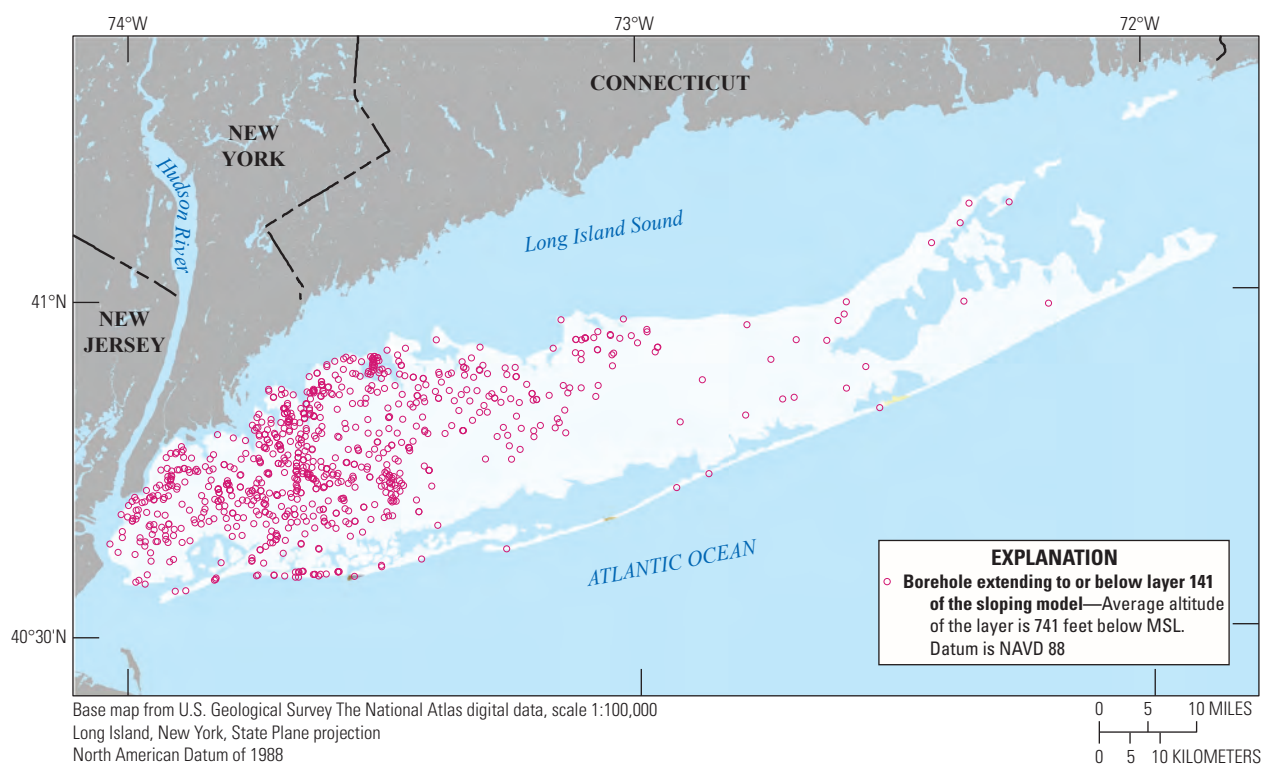 74°W
73°W
72°W
CONNECTICUT
NEW
YORK
Hudson River
Long Island Sound
41°N
NEW
JERSEY
ATLANTIC OCEAN
EXPLANATION
Borehole extending to or below layer 141
of the sloping model—Average altitude
of the layer is 741 feet below MSL.
Datum is NAVD 88
40°30'N
Base map from U.S. Geological Survey The National Atlas digital data, scale 1:100,000
Long Island, New York, State Plane projection
North American Datum of 1988
0 5 10 MILES
0 5 10 KILOMETERS